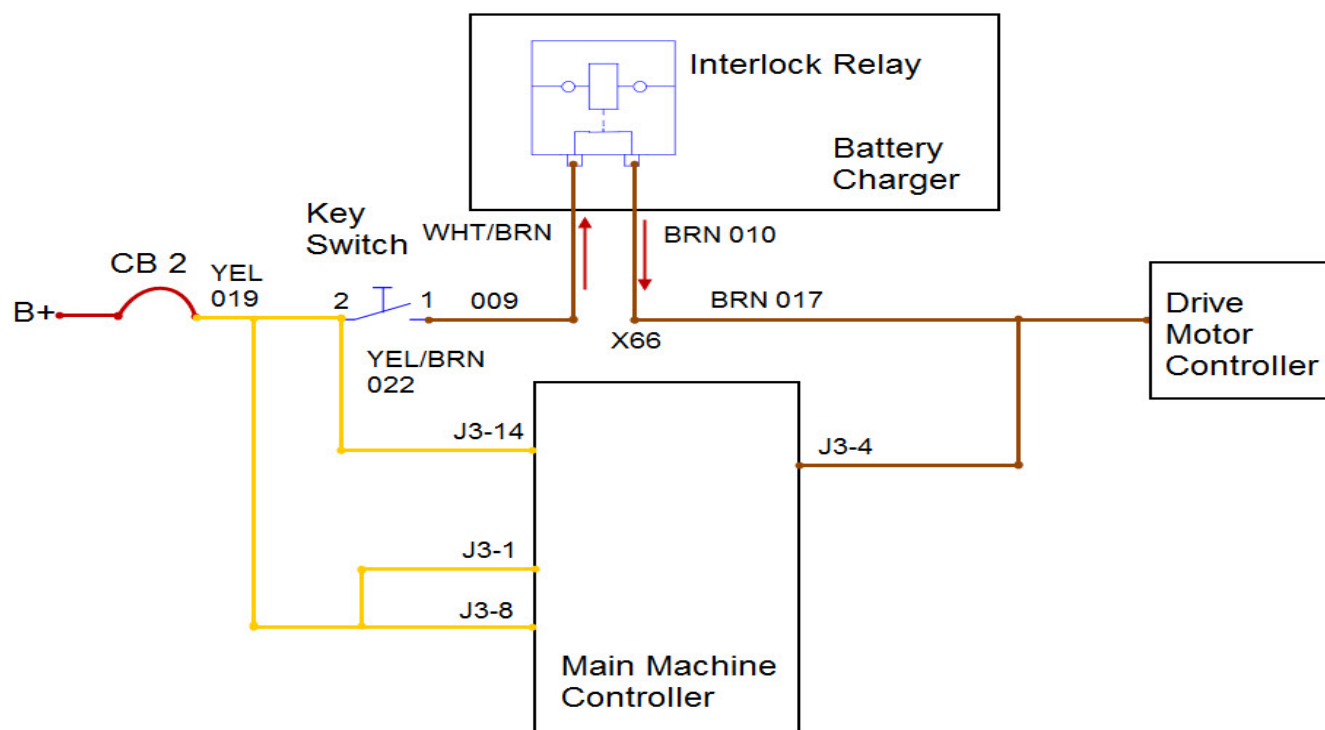 Interlock Relay
Battery
Charger
Key
Switch
WHT/BRN
BRN 010
CB 2
YEL
019
B+
2
1
009
BRN 017
X66
Drive
Motor
Controller
YEL/BRN
022
J3-14
J3-4
J3-1
J3-8
Main Machine
Controller